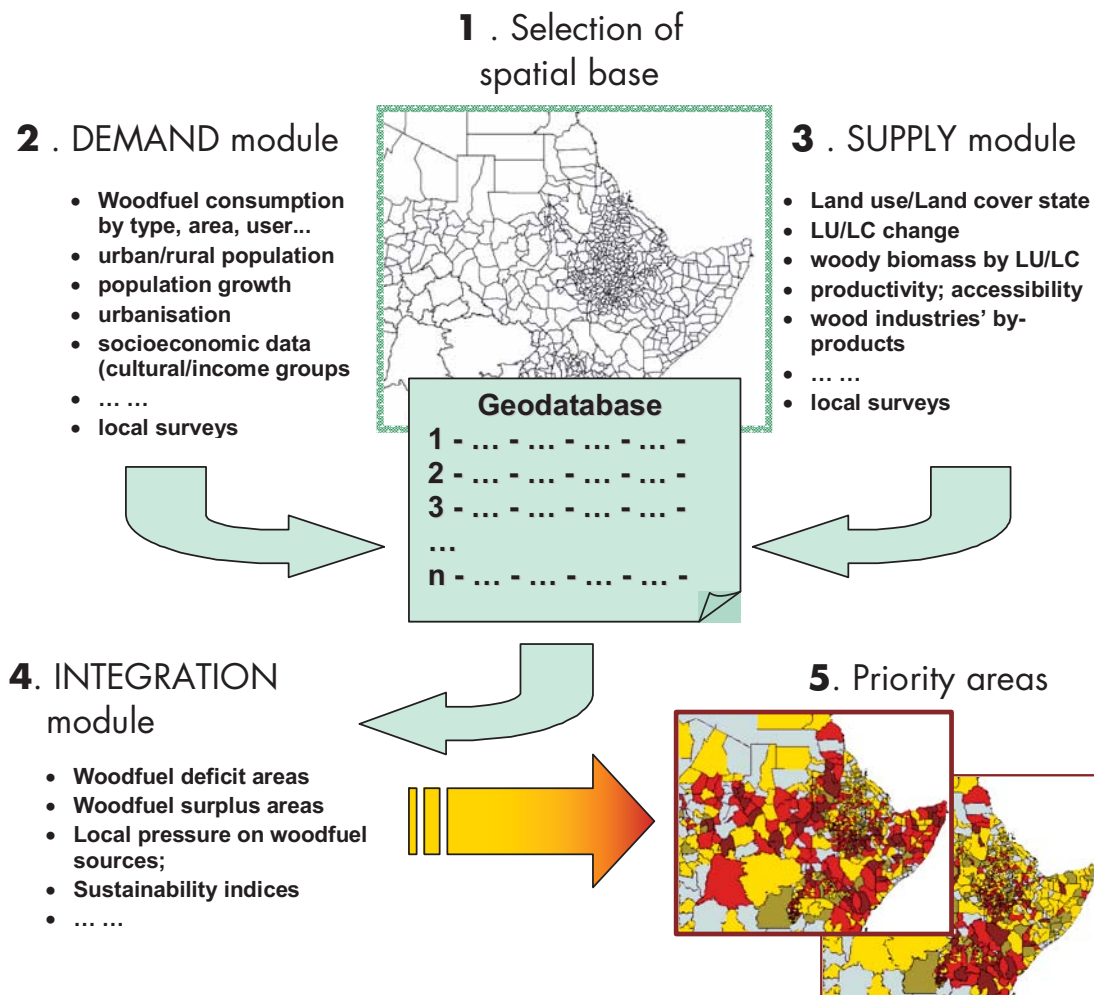 1 . Selection of
spatial base
2 . DEMAND module
• Woodfuel consumption
by type, area, user...
• urban/rural population
• population growth
• urbanisation
• socioeconomic data
(cultural/income groups
• … …
• local surveys
3 . SUPPLY module
• Land use/Land cover state
• LU/LC change
• woody biomass by LU/LC
• productivity; accessibility
• wood industries’ by-
products
• … …
• local surveys
Geodatabase
1 - … - … - … - … -
2 - … - … - … - … -
3 - … - … - … - … -
…
n - … - … - … - … -
4. INTEGRATION
module
• Woodfuel deficit areas
• Woodfuel surplus areas
• Local pressure on woodfuel
sources;
• Sustainability indices
• … …
5. Priority areas